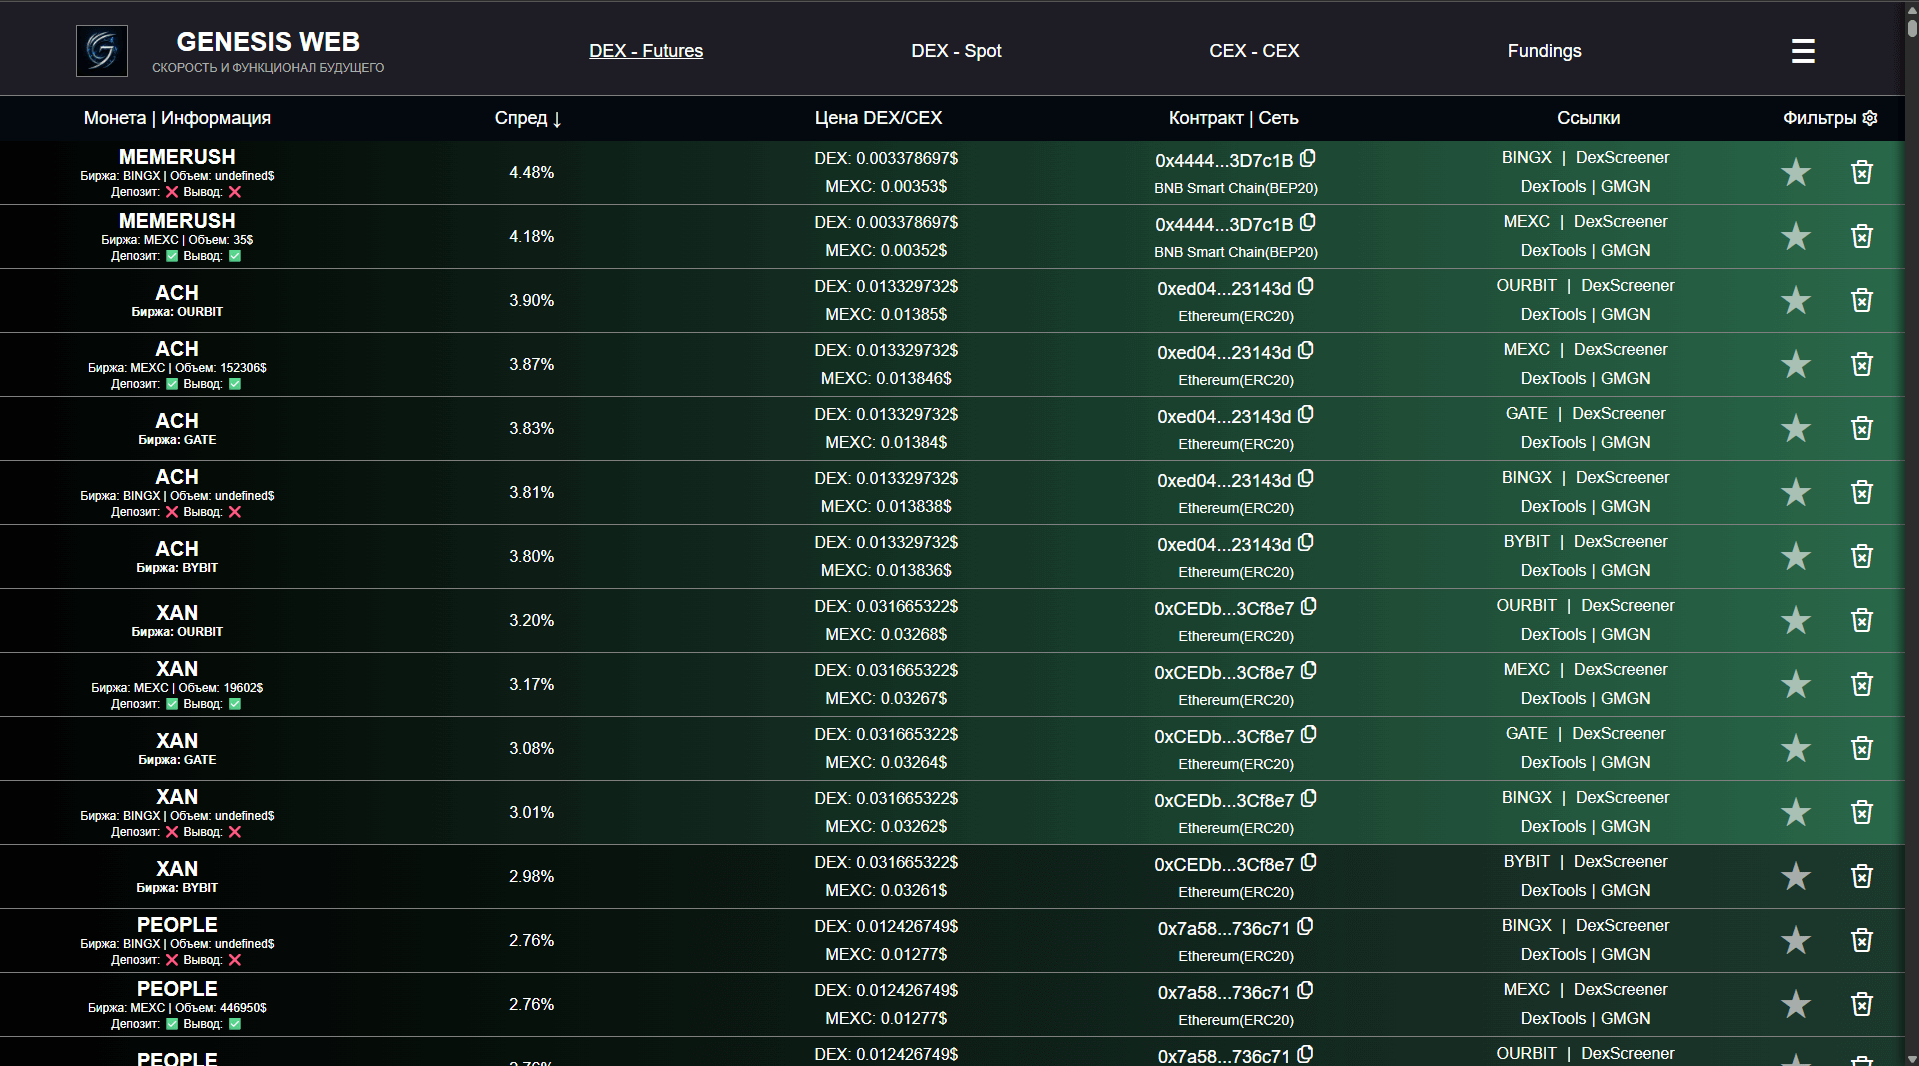 GENESIS WEB
СКОРОСТЬ И ФУНКЦИОНАЛ БУДУЩЕГО
DEX - Futures
DEX - Spot
CEX - CEX
Fundings
Монета | Информация
Спред ↓
Цена DEX/CEX
Контракт | Сеть
Ссылки
Фильтры
MEMERUSH
Биржа: BINGX | Объем: undefined$
Депозит: ❌ Вывод: ❌
4.48%
DEX: 0.003378697$
MEXC: 0.00353$
0x4444...3D7c1B
BNB Smart Chain(BEP20)
BINGX | DexScreener
DexTools | GMGN
MEMERUSH
Биржа: MEXC | Объем: 35$
Депозит: ✅ Вывод: ✅
4.18%
DEX: 0.003378697$
MEXC: 0.00352$
0x4444...3D7c1B
BNB Smart Chain(BEP20)
MEXC | DexScreener
DexTools | GMGN
ACH
Биржа: OURBIT
3.90%
DEX: 0.013329732$
MEXC: 0.01385$
0xed04...23143d
Ethereum(ERC20)
OURBIT | DexScreener
DexTools | GMGN
ACH
Биржа: MEXC | Объем: 152306$
Депозит: ✅ Вывод: ✅
3.87%
DEX: 0.013329732$
MEXC: 0.013846$
0xed04...23143d
Ethereum(ERC20)
MEXC | DexScreener
DexTools | GMGN
ACH
Биржа: GATE
3.83%
DEX: 0.013329732$
MEXC: 0.01384$
0xed04...23143d
Ethereum(ERC20)
GATE | DexScreener
DexTools | GMGN
ACH
Биржа: BINGX | Объем: undefined$
Депозит: ❌ Вывод: ❌
3.81%
DEX: 0.013329732$
MEXC: 0.013838$
0xed04...23143d
Ethereum(ERC20)
BINGX | DexScreener
DexTools | GMGN
ACH
Биржа: BYBIT
3.80%
DEX: 0.013329732$
MEXC: 0.013836$
0xed04...23143d
Ethereum(ERC20)
BYBIT | DexScreener
DexTools | GMGN
XAN
Биржа: OURBIT
3.20%
DEX: 0.031665322$
MEXC: 0.03268$
0xCEDb...3Cf8e7
Ethereum(ERC20)
OURBIT | DexScreener
DexTools | GMGN
XAN
Биржа: MEXC | Объем: 19602$
Депозит: ✅ Вывод: ✅
3.17%
DEX: 0.031665322$
MEXC: 0.03267$
0xCEDb...3Cf8e7
Ethereum(ERC20)
MEXC | DexScreener
DexTools | GMGN
XAN
Биржа: GATE
3.08%
DEX: 0.031665322$
MEXC: 0.03264$
0xCEDb...3Cf8e7
Ethereum(ERC20)
GATE | DexScreener
DexTools | GMGN
XAN
Биржа: BINGX | Объем: undefined$
Депозит: ❌ Вывод: ❌
3.01%
DEX: 0.031665322$
MEXC: 0.03262$
0xCEDb...3Cf8e7
Ethereum(ERC20)
BINGX | DexScreener
DexTools | GMGN
XAN
Биржа: BYBIT
2.98%
DEX: 0.031665322$
MEXC: 0.03261$
0xCEDb...3Cf8e7
Ethereum(ERC20)
BYBIT | DexScreener
DexTools | GMGN
PEOPLE
Биржа: BINGX | Объем: undefined$
Депозит: ❌ Вывод: ❌
2.76%
DEX: 0.012426749$
MEXC: 0.01277$
0x7a58...736c71
Ethereum(ERC20)
BINGX | DexScreener
DexTools | GMGN
PEOPLE
Биржа: MEXC | Объем: 446950$
Депозит: ✅ Вывод: ✅
2.76%
DEX: 0.012426749$
MEXC: 0.01277$
0x7a58...736c71
Ethereum(ERC20)
MEXC | DexScreener
DexTools | GMGN
PEOPLE
DEX: 0.012426749$
0x7a58...736c71
OURBIT | DexScreener